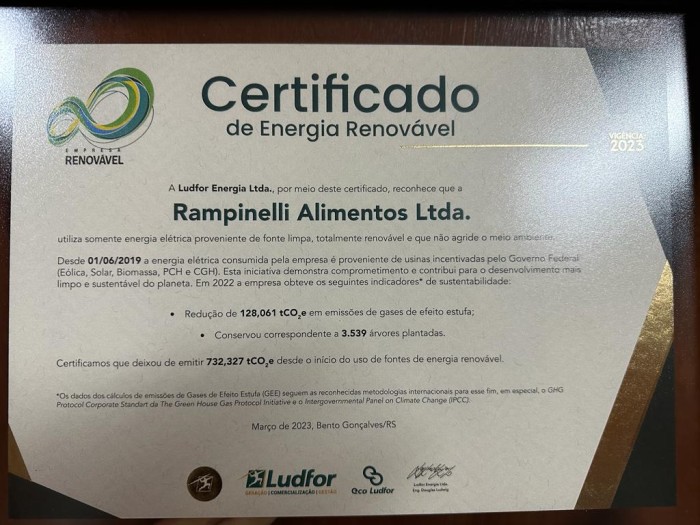 Certificado
de Energia Renovável
EMPRESA
RENOVÁVEL
VIGÊNCIA
2023
A Ludfor Energia Ltda., por meio deste certificado, reconhece que a
Rampinelli Alimentos Ltda.
utiliza somente energia elétrica proveniente de fonte limpa, totalmente renovável e que não agride o meio ambiente.
Desde 01/06/2019 a energia elétrica consumida pela empresa é proveniente de usinas incentivadas pelo Governo Federal
(Eólica, Solar, Biomassa, PCH e CGH). Esta iniciativa demonstra comprometimento e contribui para o desenvolvimento mais
limpo e sustentável do planeta. Em 2022 a empresa obteve os seguintes indicadores* de sustentabilidade:
• Redução de 128,061 tCO₂e em emissões de gases de efeito estufa;
• Conservou correspondente a 3.539 árvores plantadas.
Certificamos que deixou de emitir 732,327 tCO₂e desde o início do uso de fontes de energia renovável.
*Os dados dos cálculos de emissões de Gases de Efeito Estufa (GEE) seguem as reconhecidas metodologias internacionais para esse fim, em especial, o GHG
Protocol Corporate Standart da The Green House Gas Protocol Initiative e o Intergovernmental Panel on Climate Change (IPCC).
Março de 2023, Bento Gonçalves/RS
Ludfor
GERAÇÃO | COMERCIALIZAÇÃO | GESTÃO
eco Ludfor
Ludfor Energia Ltda.
Eng. Douglas Ludwig